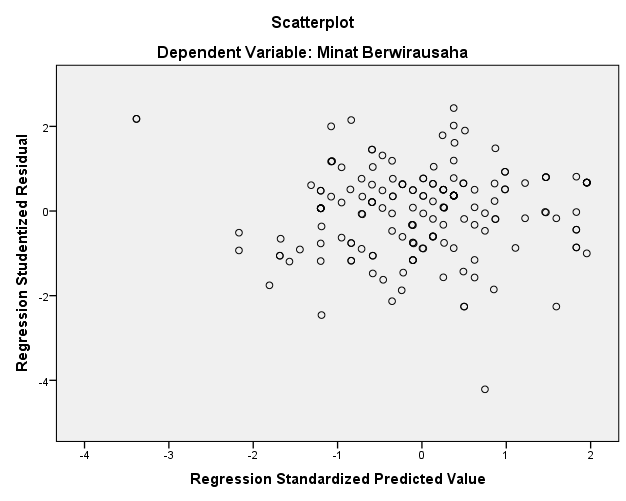 Scatterplot
Dependent Variable: Minat Berwirausaha
Regression Studentized Residual
2
0
-2
-4
-4 -3 -2 -1 0 1 2
Regression Standardized Predicted Value